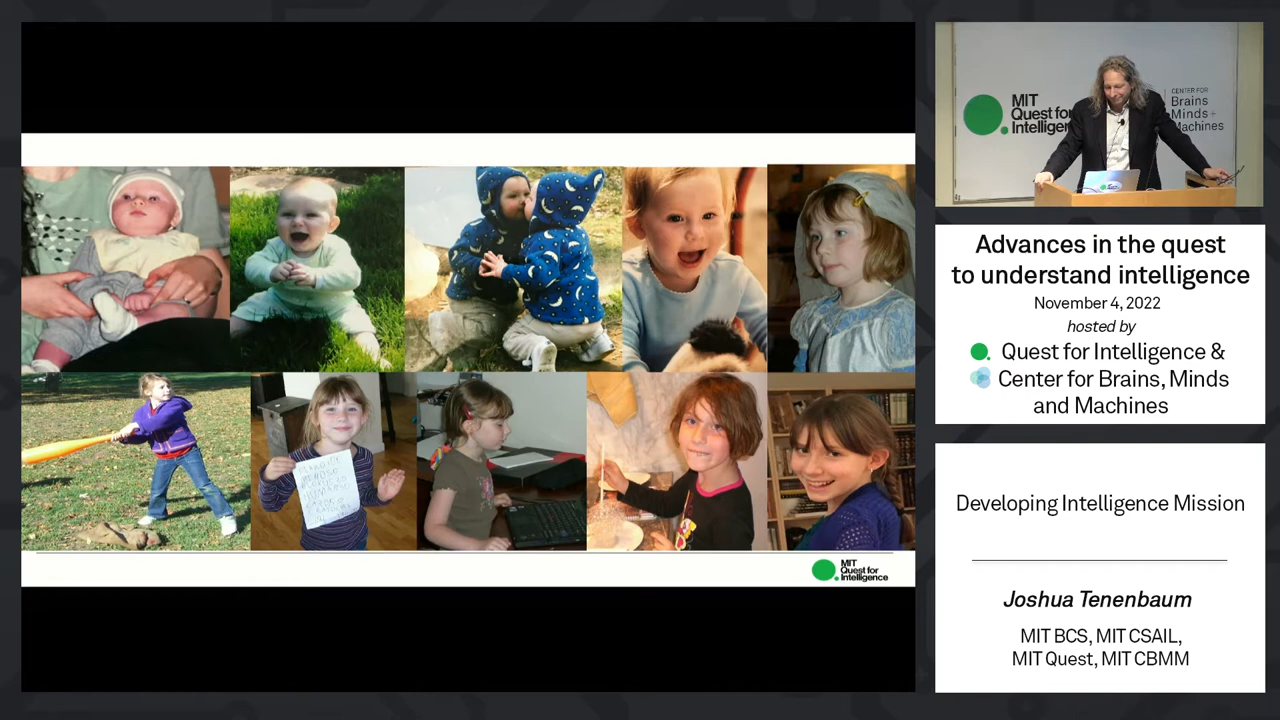 MIT
Quest for
Intelligence
MIT
Quest for
Intelligen
CENTER FOR
Brains
Minds+
Machines
Advances in the quest
to understand intelligence
November 4, 2022
hosted by
Quest for Intelligence &
Center for Brains, Minds
and Machines
Developing Intelligence Mission
Joshua Tenenbaum
MIT BCS, MIT CSAIL,
MIT Quest, MIT CBMM